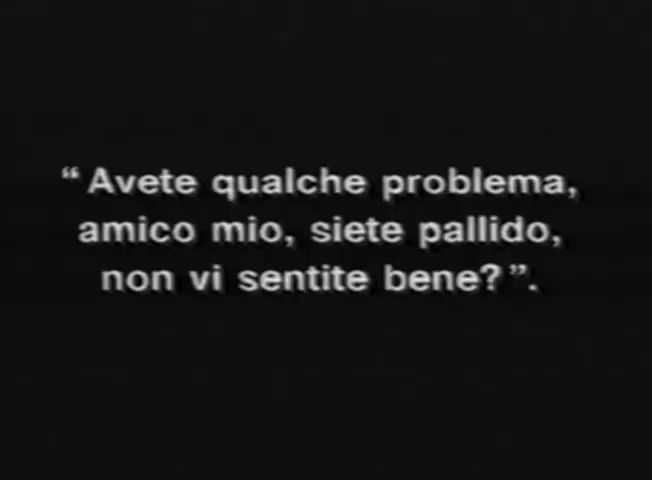 “Avete qualche problema,
amico mio, siete pallido,
non vi sentite bene?”.